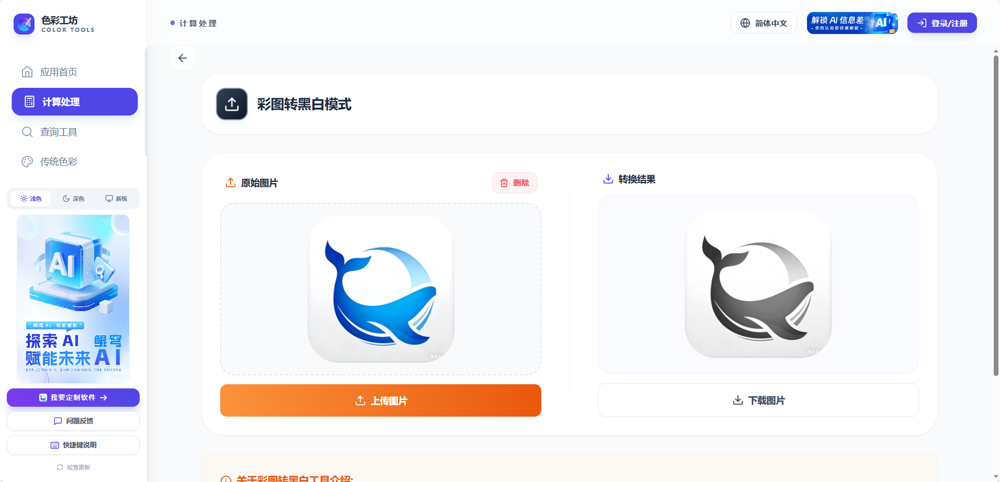 色彩工坊
COLOR TOOLS
应用首页
计算处理
查询工具
传统色彩
浅色
深色
系统
AI
"鲲穹 AI 智能赋新"
探索 AI 鲲穹
赋能未来 AI
EXPLORING AI EMPOWERING THE FUTURE
我要定制软件
问题反馈
快捷键说明
检查更新
计算处理
简体中文
解锁 AI 信息差
- 你的认知即将被刷新 -
AI
登录/注册
彩图转黑白模式
原始图片
删除
上传图片
转换结果
下载图片
关于彩图转黑白工具介绍: